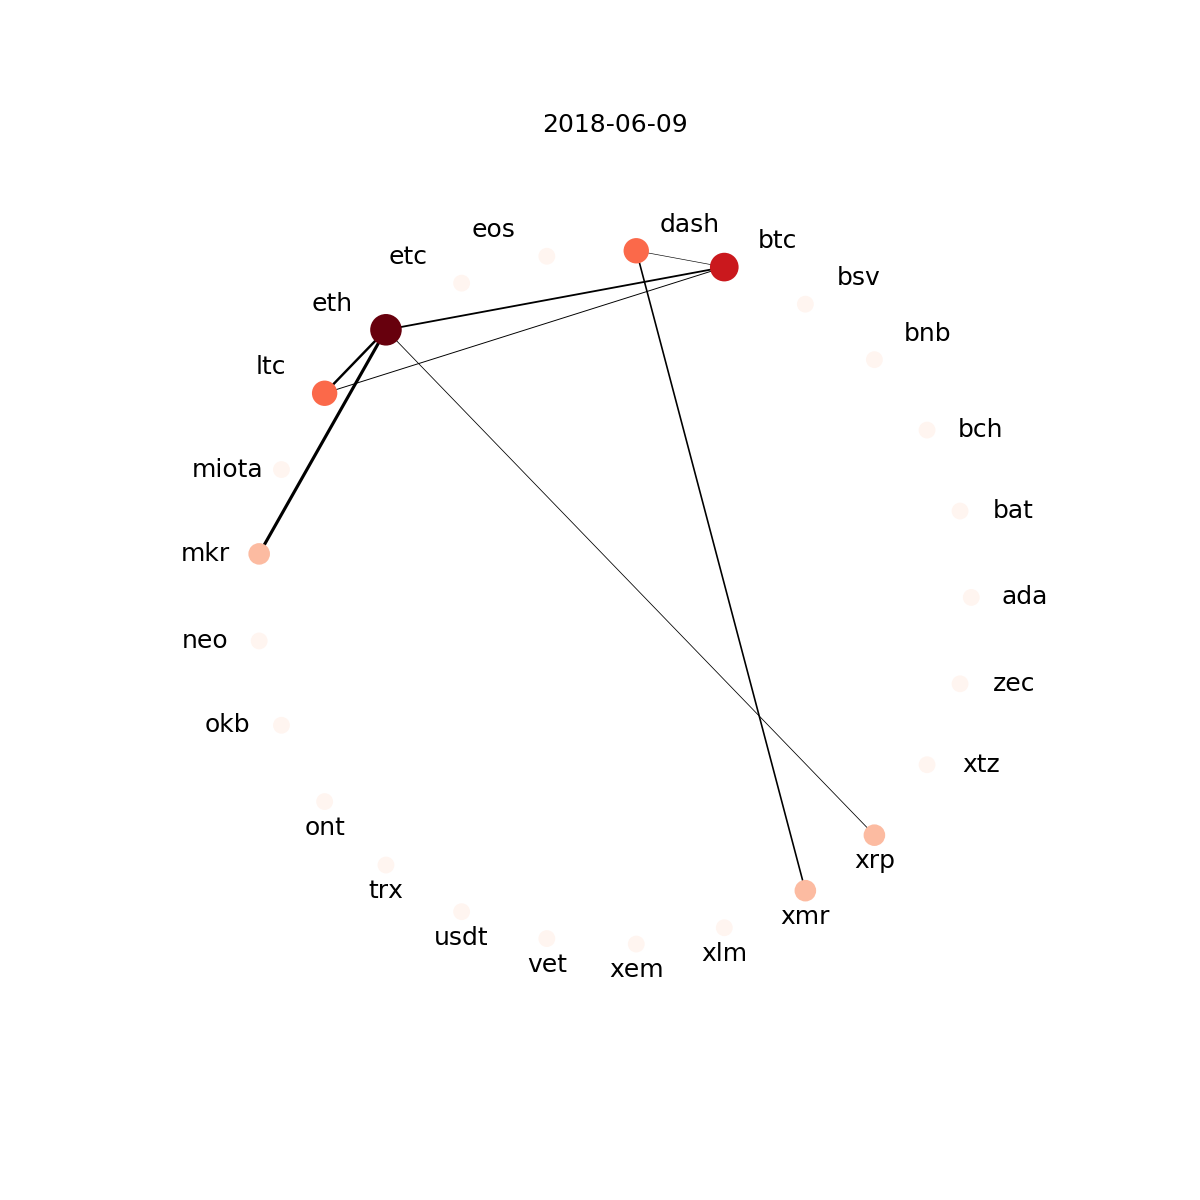 2018-06-09
dash
eos
btc
etc
bsv
eth
bnb
ltc
bch
miota
bat
mkr
ada
neo
zec
okb
xtz
ont
xrp
trx
xmr
usdt
xlm
vet
xem